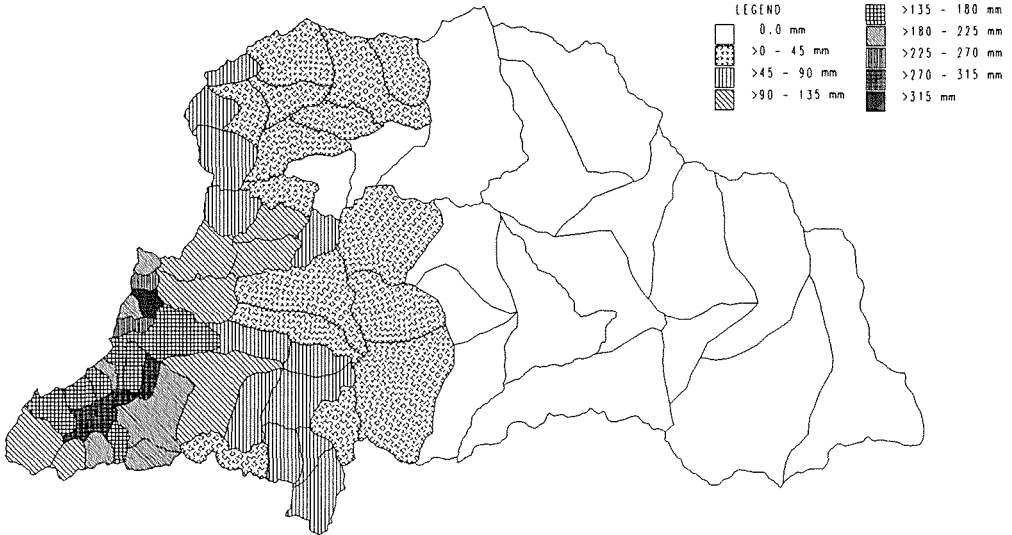 LEGEND
0.0 mm
>0 - 45 mm
>45 - 90 mm
>90 - 135 mm
>135 - 180 mm
>180 - 225 mm
>225 - 270 mm
>270 - 315 mm
>315 mm